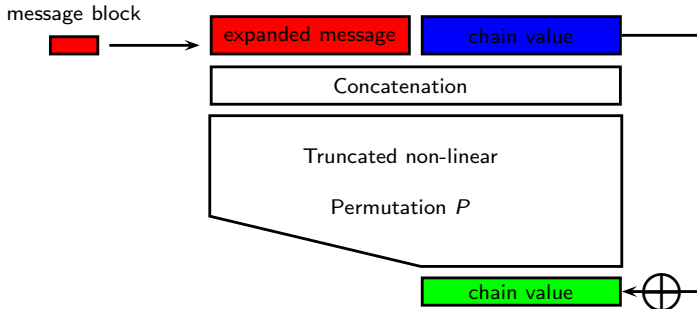 message block
expanded message
chain value
Concatenation
Truncated non-linear
Permutation P
chain value